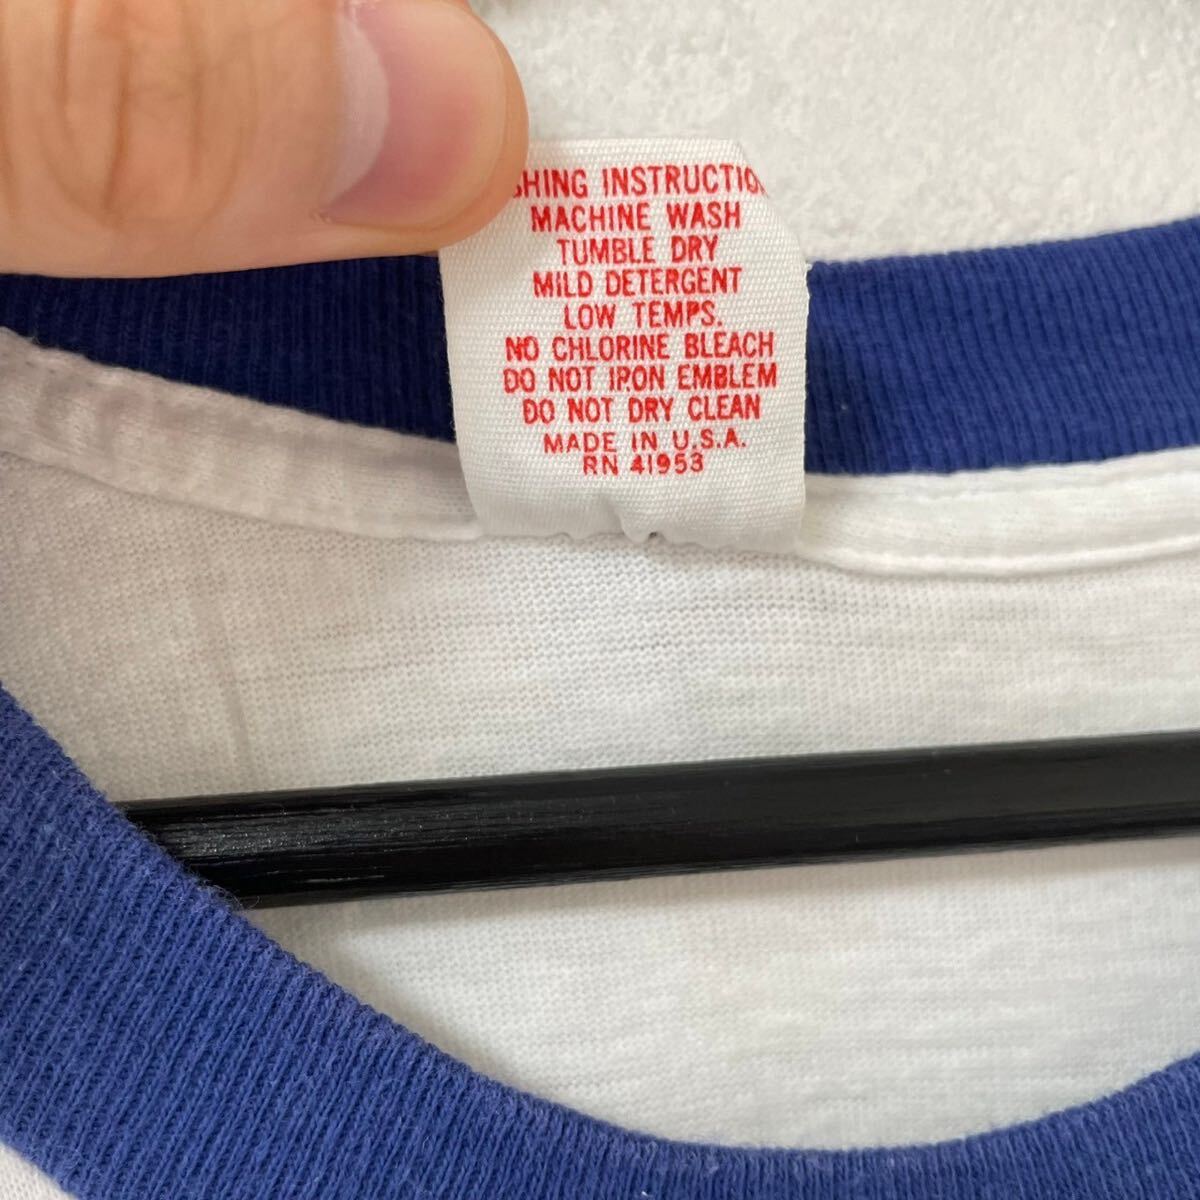 SHING INSTRUCTIO
MACHINE WASH
TUMBLE DRY
MILD DETERGENT
LOW TEMPS.
NO CHLORINE BLEACH
DO NOT IRON EMBLEM
DO NOT DRY CLEAN
MADE IN U.S.A.
RN 41953